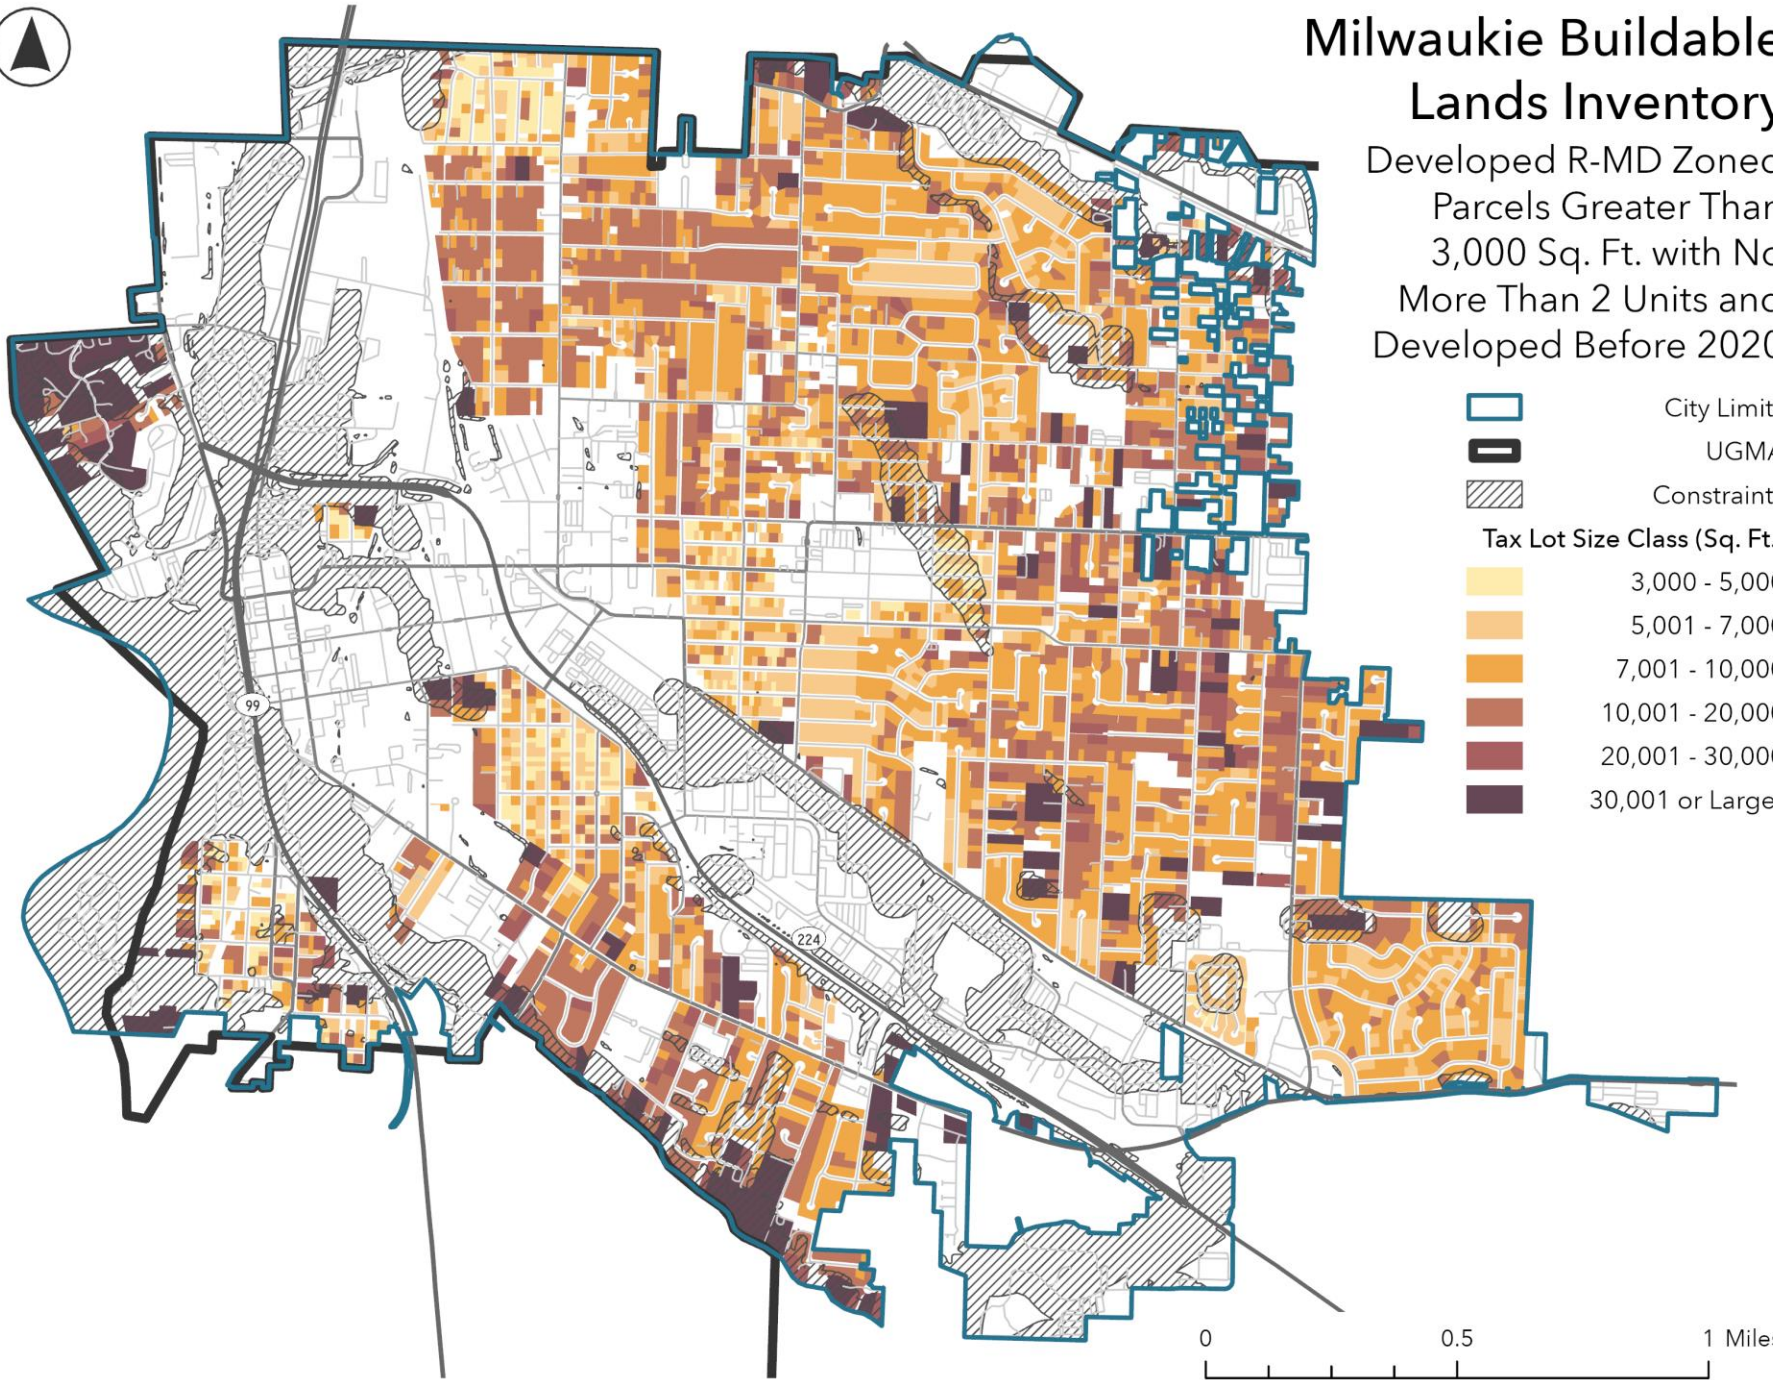 Milwaukie Buildable
Lands Inventory
Developed R-MD Zoned
Parcels Greater Than
3,000 Sq. Ft. with No
More Than 2 Units and
Developed Before 2020
City Limit
UGMA
Constraint
Tax Lot Size Class (Sq. Ft.
3,000 - 5,000
5,001 - 7,000
7,001 - 10,000
10,001 - 20,000
20,001 - 30,000
30,001 or Large
99
224
0 0.5 1 Miles